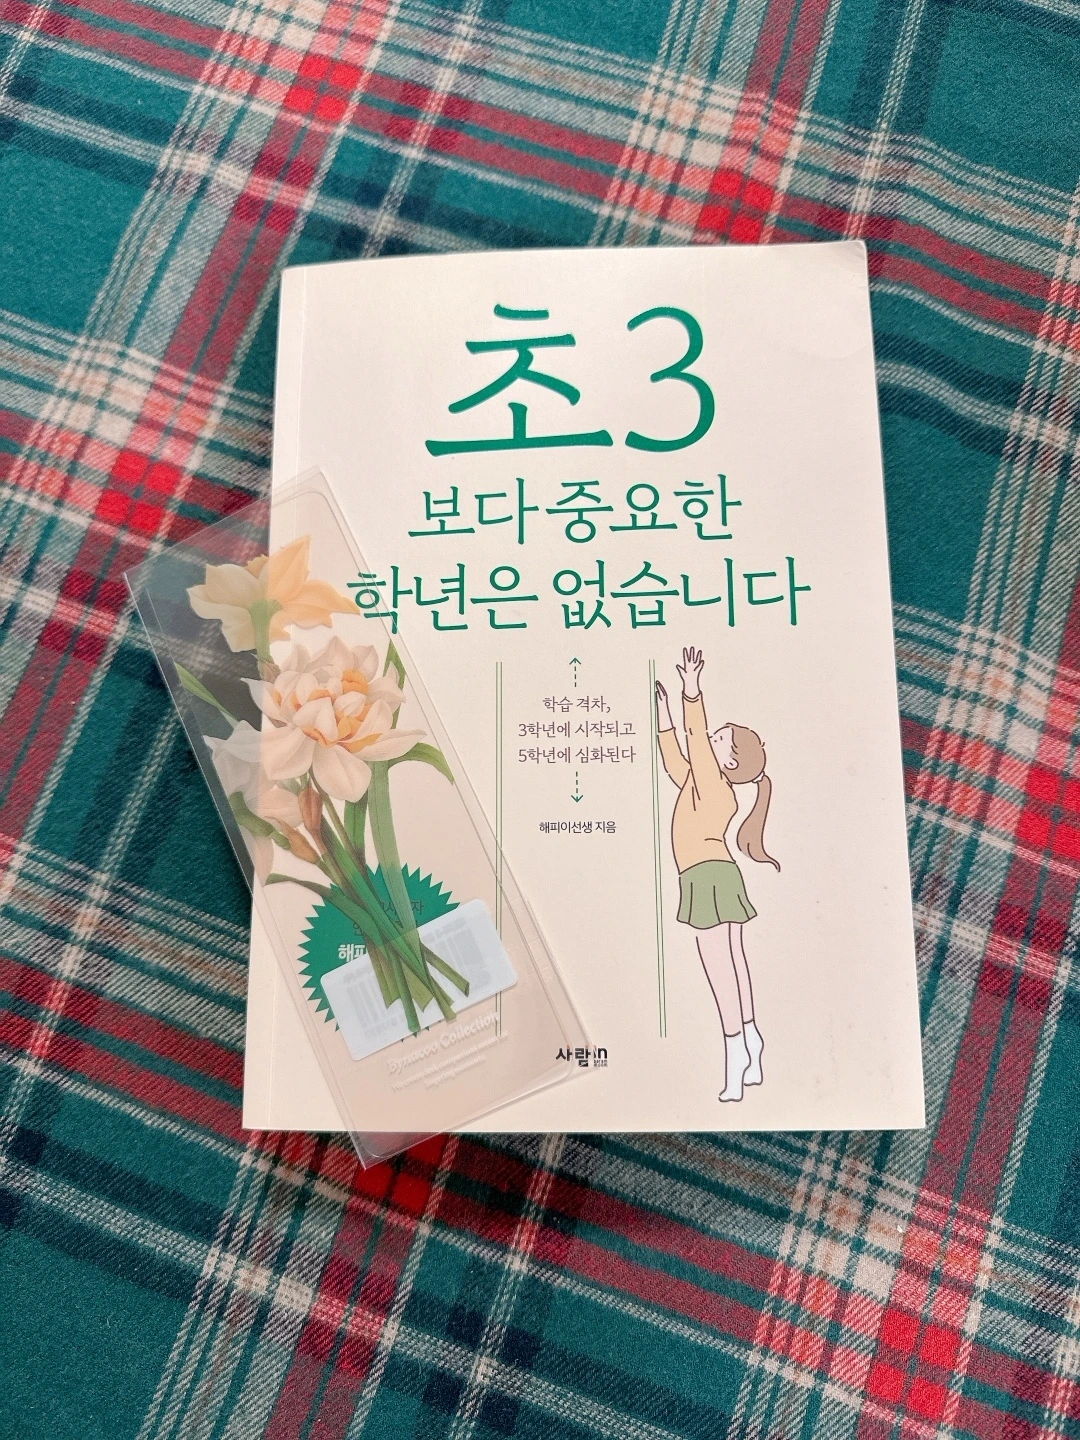 초3
보다 중요한
학년은 없습니다
학습 격차,
3학년에 시작되고
5학년에 심화된다
해피이선생 지음
해피
사람in
Collection